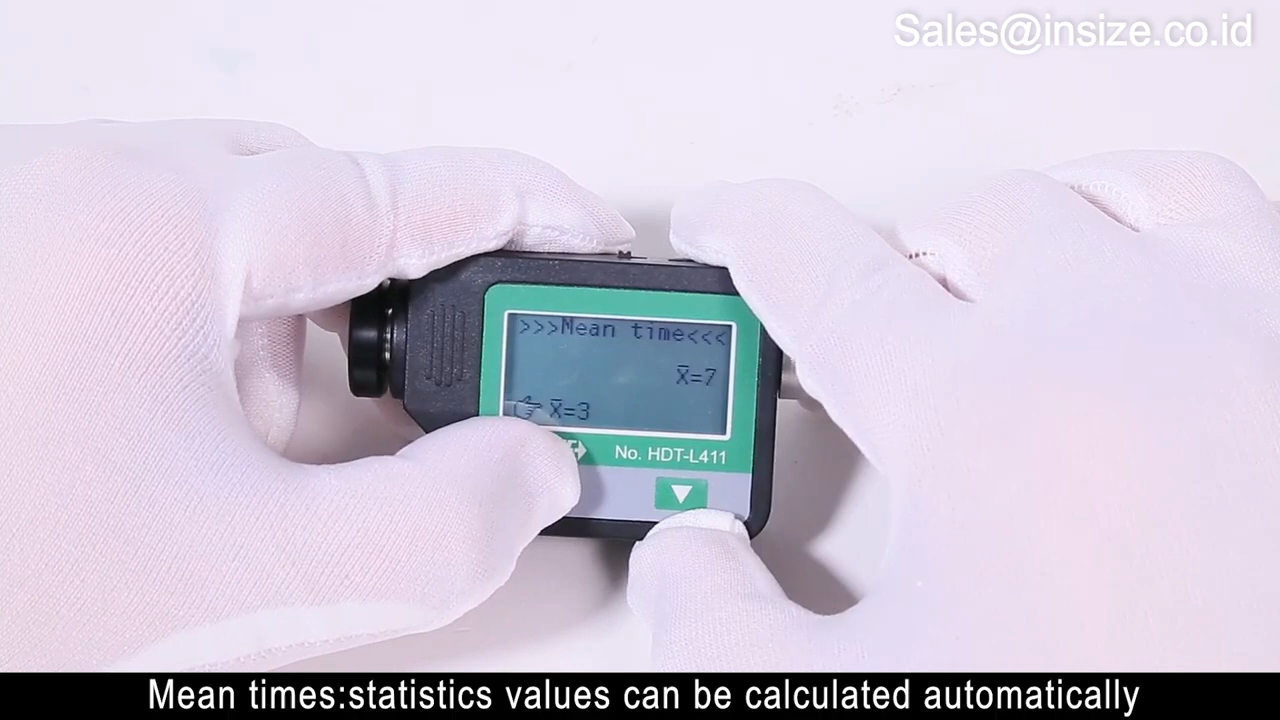 Sales@insize.co.id
M
>>>Mean time<<<
x̄=7
☞ x̄=3
No. HDT-L411
▼
Mean times:statistics values can be calculated automatically